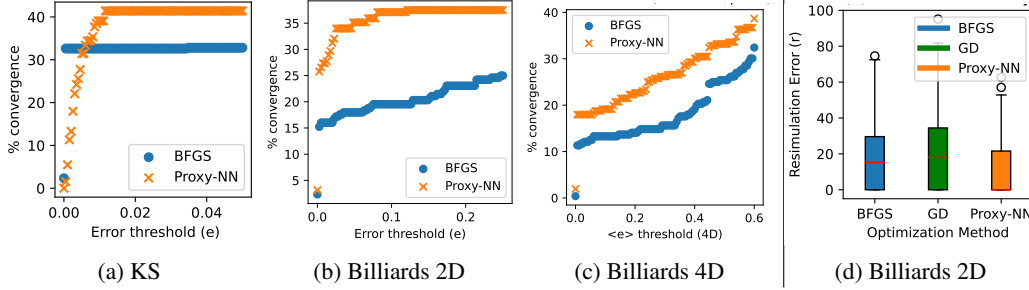 % convergence
40
30
20
10
0
0.00
0.02
0.04
BFGS
Proxy-NN
Error threshold (e)
(a) KS
% convergence
35
30
25
20
15
10
5
0.0
0.1
0.2
BFGS
Proxy-NN
Error threshold (e)
(b) Billiards 2D
% convergence
40
30
20
10
0
0.0
0.2
0.4
0.6
BFGS
Proxy-NN
<e> threshold (4D)
(c) Billiards 4D
Resimulation Error (r)
100
80
60
40
20
0
BFGS
GD
Proxy-NN
BFGS
GD
Proxy-NN
Optimization Method
(d) Billiards 2D